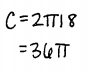 C = 2π18
= 36π